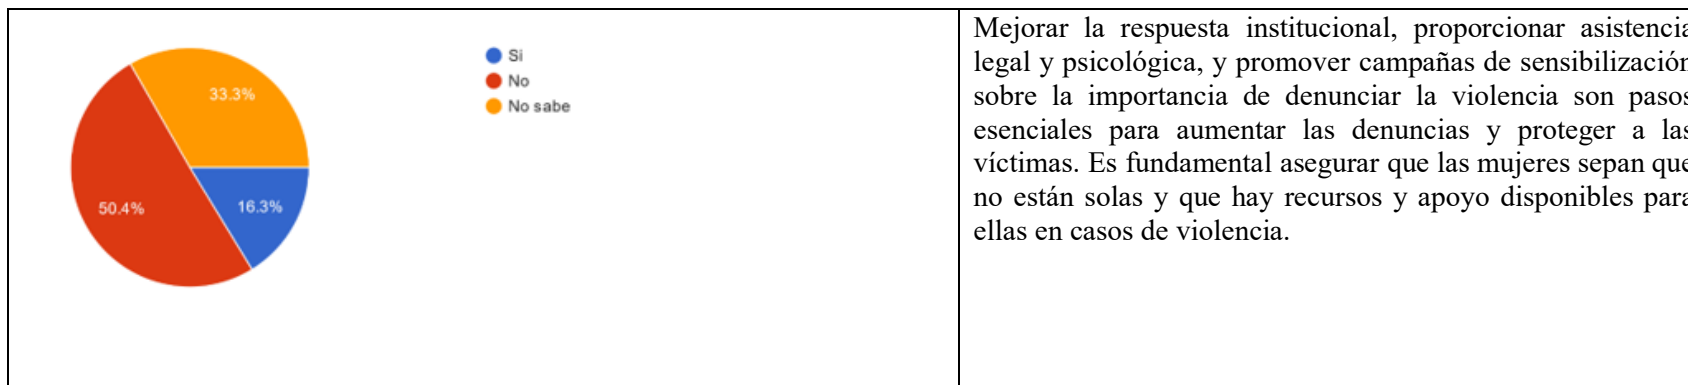 Si
No
No sabe
33.3%
50.4%
16.3%
Mejorar la respuesta institucional, proporcionar asistencia
legal y psicológica, y promover campañas de sensibilización
sobre la importancia de denunciar la violencia son pasos
esenciales para aumentar las denuncias y proteger a las
víctimas. Es fundamental asegurar que las mujeres sepan que
no están solas y que hay recursos y apoyo disponibles para
ellas en casos de violencia.